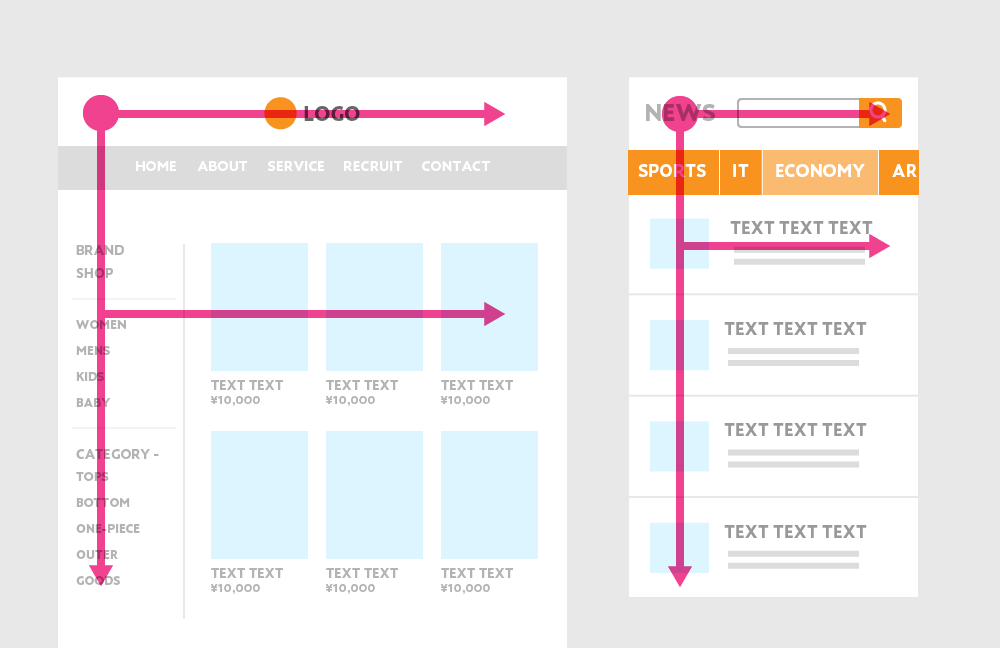 LOGO
HOME ABOUT SERVICE RECRUIT CONTACT
BRAND
SHOP
WOMEN
MENS
KIDS
BABY
CATEGORY -
TOPS
BOTTOM
ONE-PIECE
OUTER
GOODS
TEXT TEXT TEXT TEXT TEXT TEXT
¥10,000 ¥10,000 ¥10,000
TEXT TEXT TEXT TEXT TEXT TEXT
¥10,000 ¥10,000 ¥10,000
NEWS
SPORTS IT ECONOMY AR
TEXT TEXT TEXT
TEXT TEXT TEXT
TEXT TEXT TEXT
TEXT TEXT TEXT